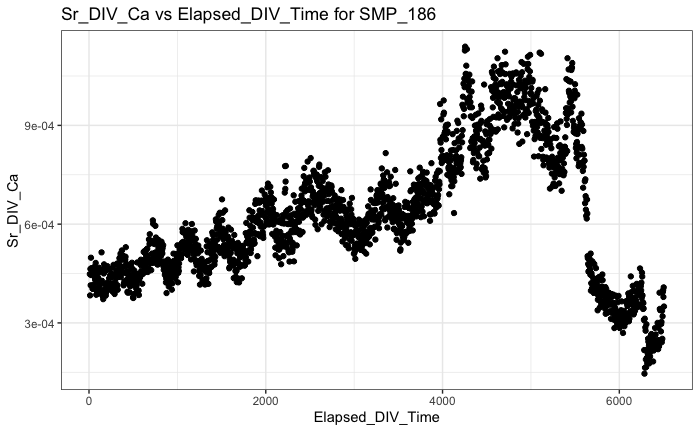 Sr_DIV_Ca vs Elapsed_DIV_Time for SMP_186
Sr_DIV_Ca
9e-04
6e-04
3e-04
0
2000
4000
6000
Elapsed_DIV_Time